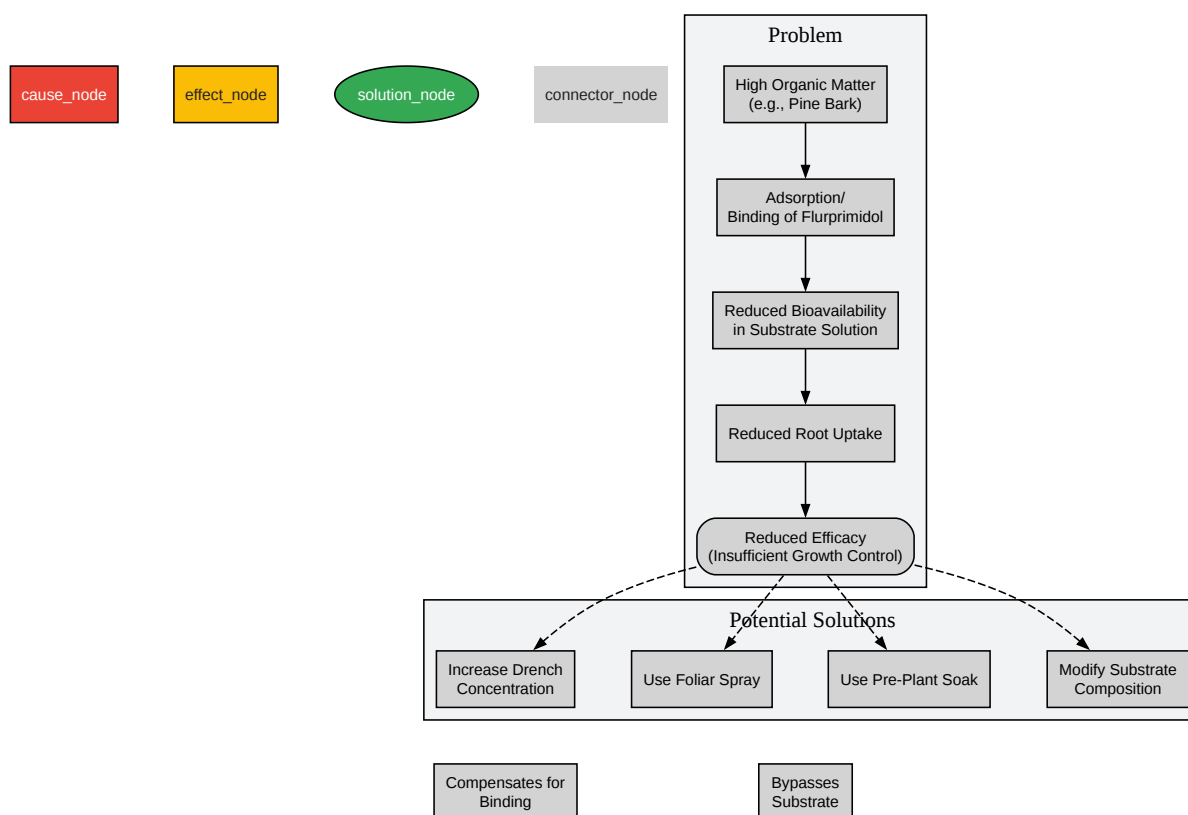 Problem
cause_node
effect_node
solution_node
connector_node
High Organic Matter
(e.g., Pine Bark)
Adsorption/
Binding of Flurprimidol
Reduced Bioavailability
in Substrate Solution
Reduced Root Uptake
Reduced Efficacy
(Insufficient Growth Control)
Potential Solutions
Increase Drench
Concentration
Use Foliar Spray
Use Pre-Plant Soak
Modify Substrate
Composition
Compensates for
Binding
Bypasses
Substrate